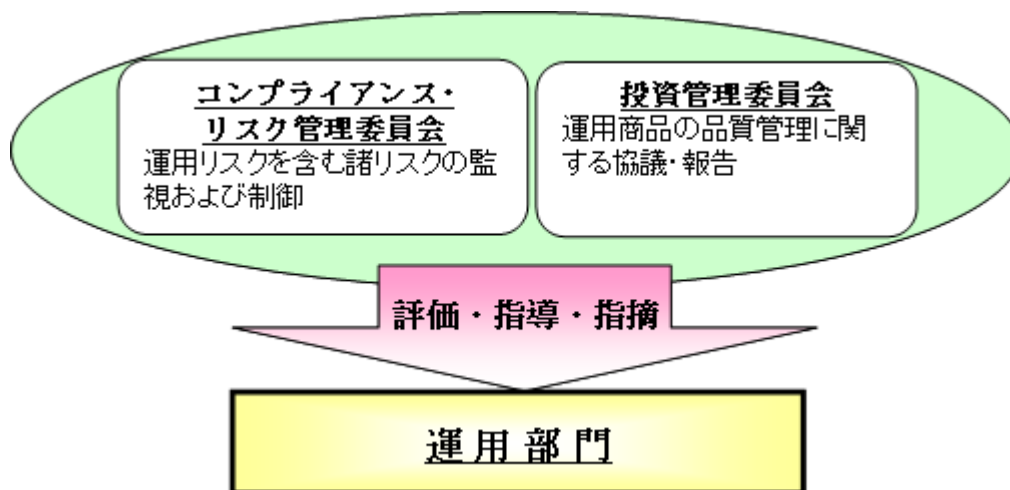 コンプライアンス・
リスク管理委員会
運用リスクを含む諸リスクの監
視および制御
投資管理委員会
運用商品の品質管理に関
する協議・報告
評価・指導・指摘
運用部門